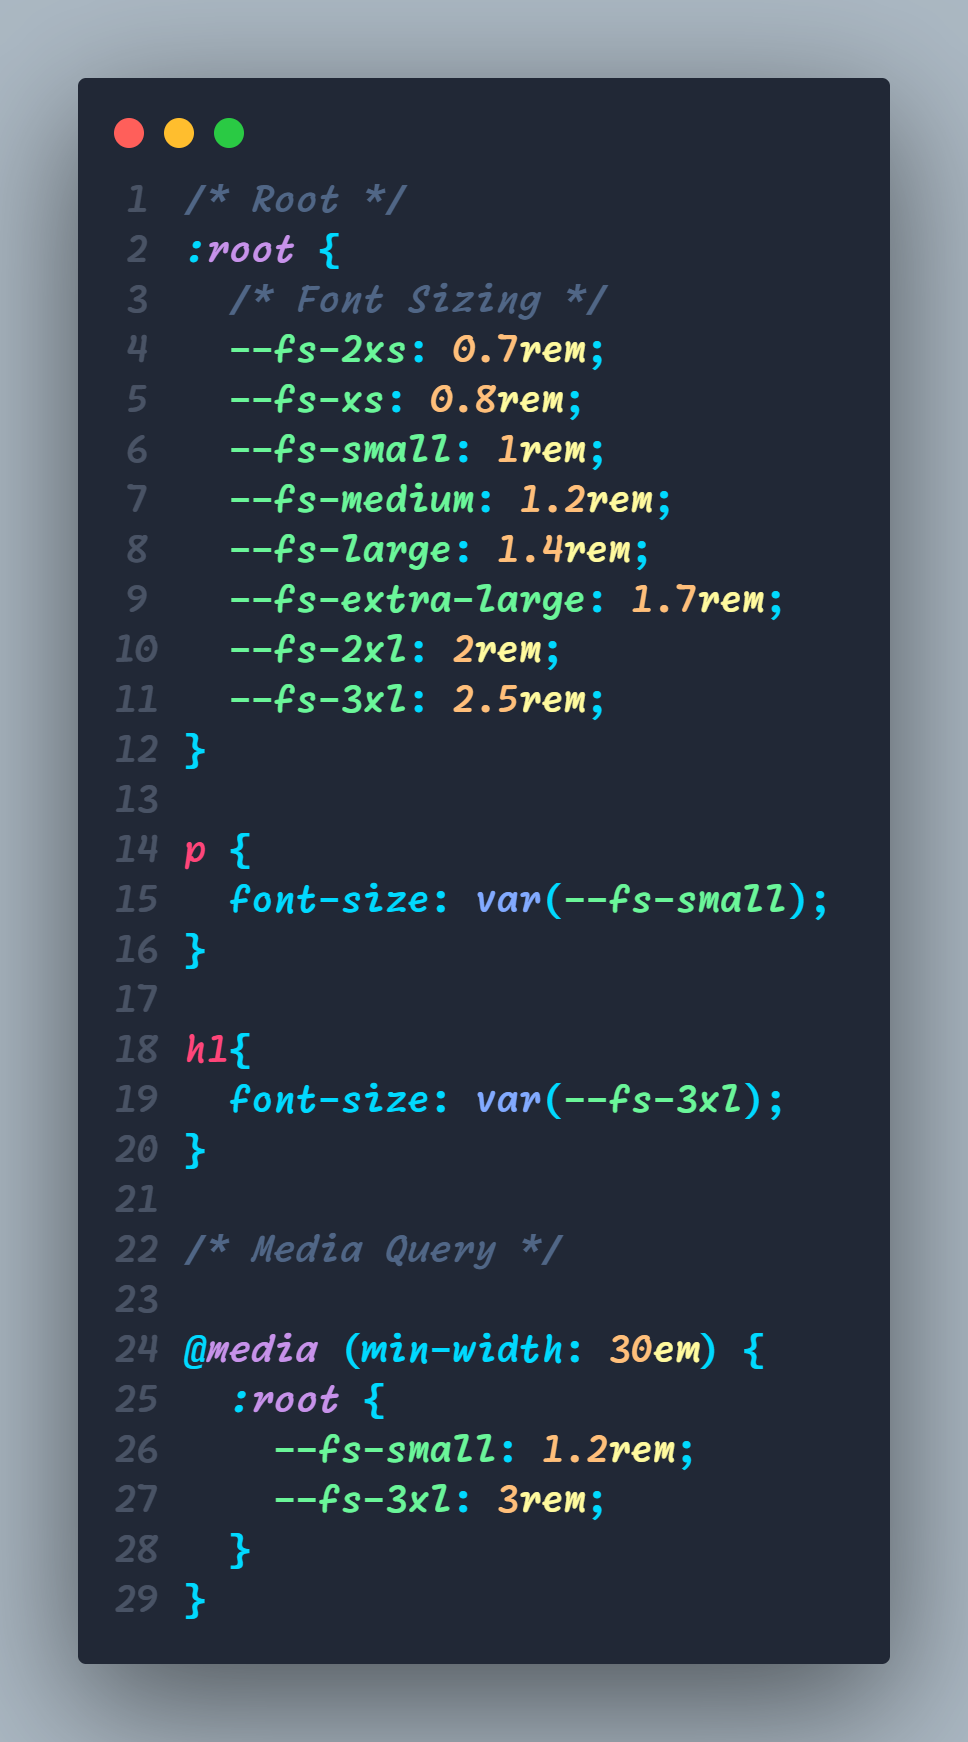 1 /* Root */
2 :root {
3   /* Font Sizing */
4   --fs-2xs: 0.7rem;
5   --fs-xs: 0.8rem;
6   --fs-small: 1rem;
7   --fs-medium: 1.2rem;
8   --fs-large: 1.4rem;
9   --fs-extra-large: 1.7rem;
10   --fs-2xl: 2rem;
11   --fs-3xl: 2.5rem;
12 }
13
14 p {
15   font-size: var(--fs-small);
16 }
17
18 h1{
19   font-size: var(--fs-3xl);
20 }
21
22 /* Media Query */
23
24 @media (min-width: 30em) {
25   :root {
26     --fs-small: 1.2rem;
27     --fs-3xl: 3rem;
28   }
29 }